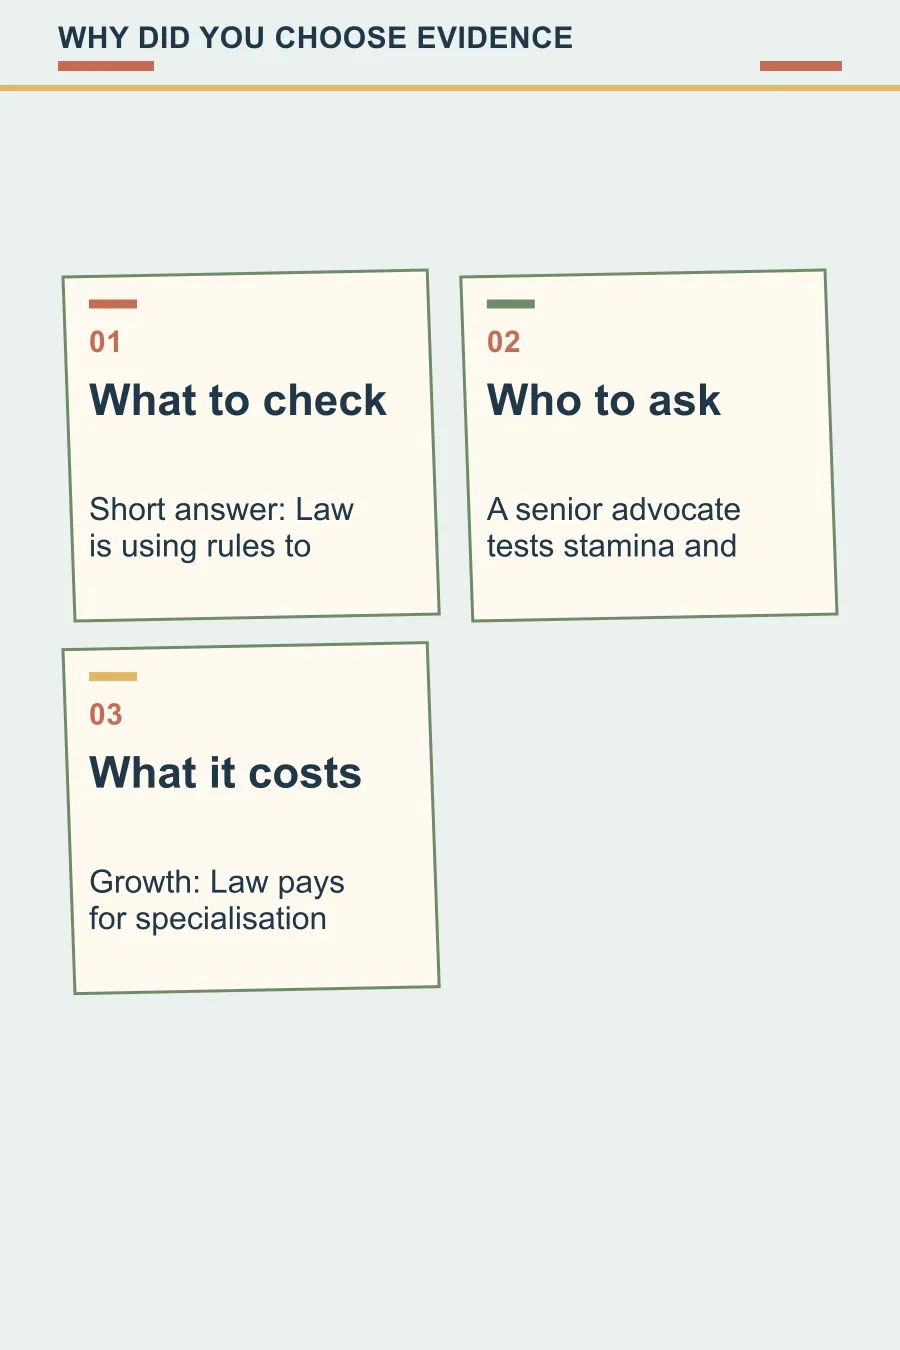 WHY DID YOU CHOOSE EVIDENCE
01
What to check
Short answer: Law
is using rules to
02
Who to ask
A senior advocate
tests stamina and
03
What it costs
Growth: Law pays
for specialisation